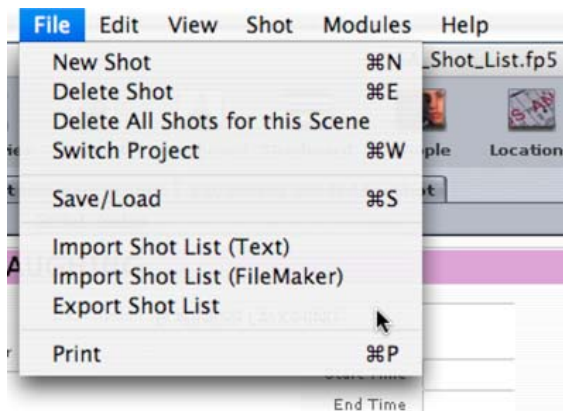 File Edit View Shot Modules Help
_Shot_List.fp5
New Shot ⌘N
Delete Shot ⌘E
Delete All Shots for this Scene
Switch Project ⌘W
ple Location
Save/Load ⌘S
Import Shot List (Text)
Import Shot List (FileMaker)
Export Shot List
Print ⌘P
End Time